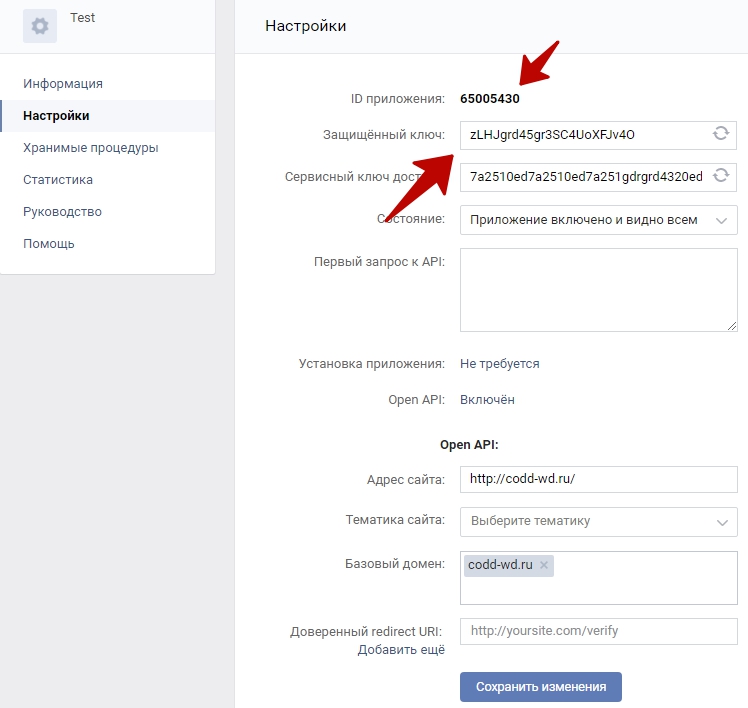 Test
Информация
Настройки
Хранимые процедуры
Статистика
Руководство
Помощь
Настройки
ID приложения: 65005430
Защищённый ключ: zLHJgrd45gr3SC4UoXFJv4O
Сервисный ключ 7a2510ed7a2510ed7a251gdrgrd4320ed
Состояние: Приложение включено и видно всем
Первый запрос к API:
Установка приложения: Не требуется
Open API: Включён
Open API:
Адрес сайта: http://codd-wd.ru/
Тематика сайта: Выберите тематику
Базовый домен: codd-wd.ru
Доверенный redirect URI: http://yoursite.com/verify
Добавить ещё
Сохранить изменения